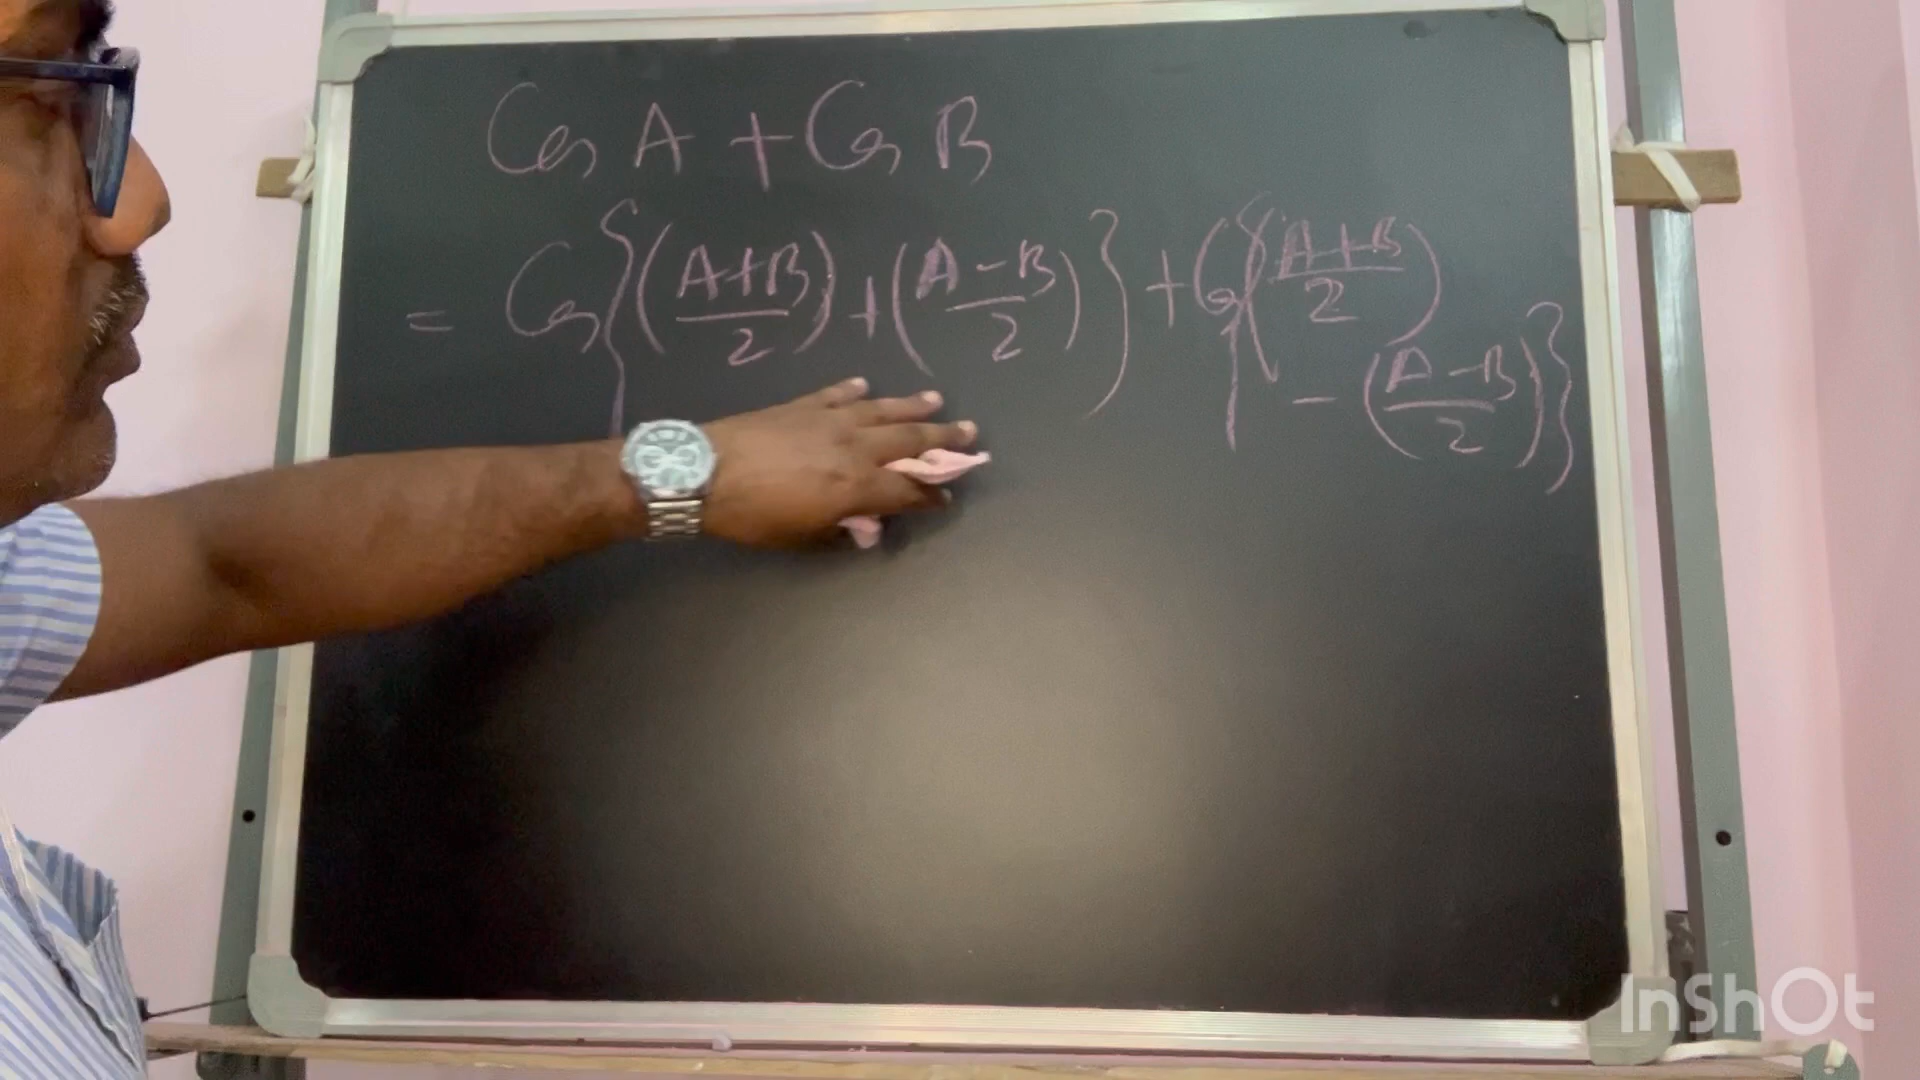 Cos A + Cos B
= Cos{(A+B/2)+(A-B/2)}+Cos{(A+B/2)
-(A-B/2)}
InShOt